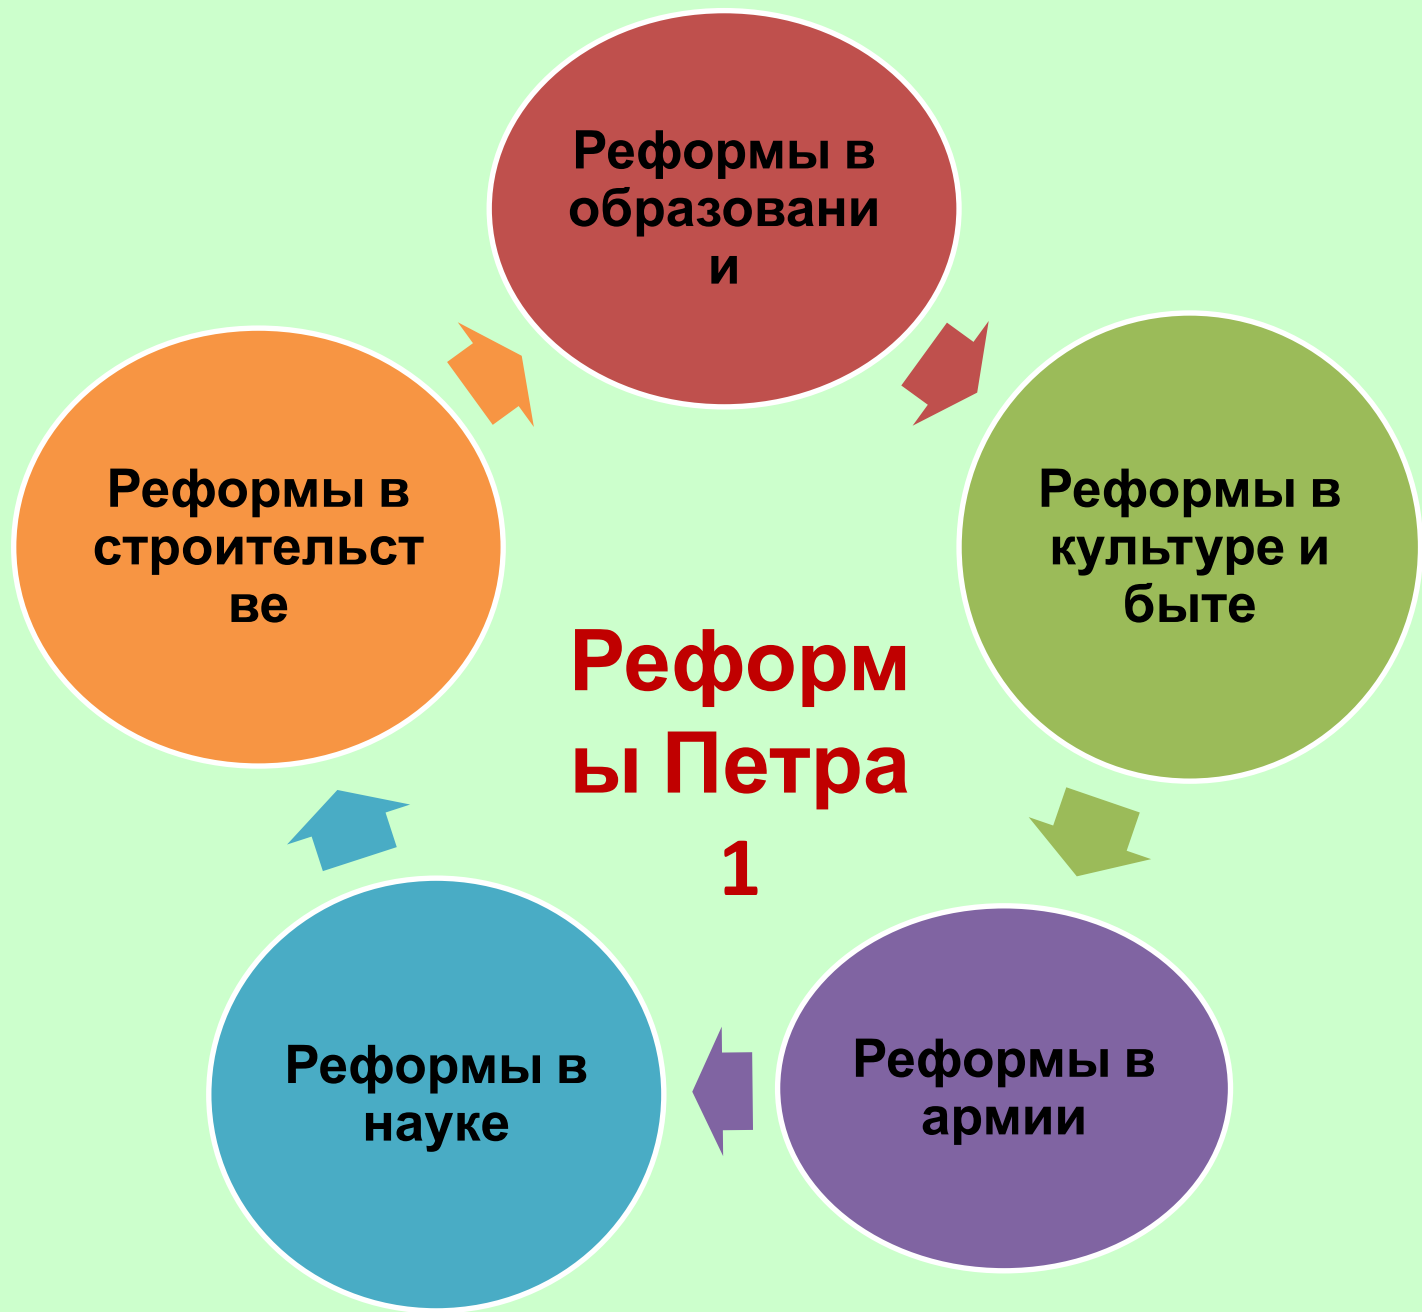 Реформы в
образовани
и
Реформы в
культуре и
быте
Реформы в
армии
Реформы в
науке
Реформы в
строительст
ве
Реформ
ы Петра
1